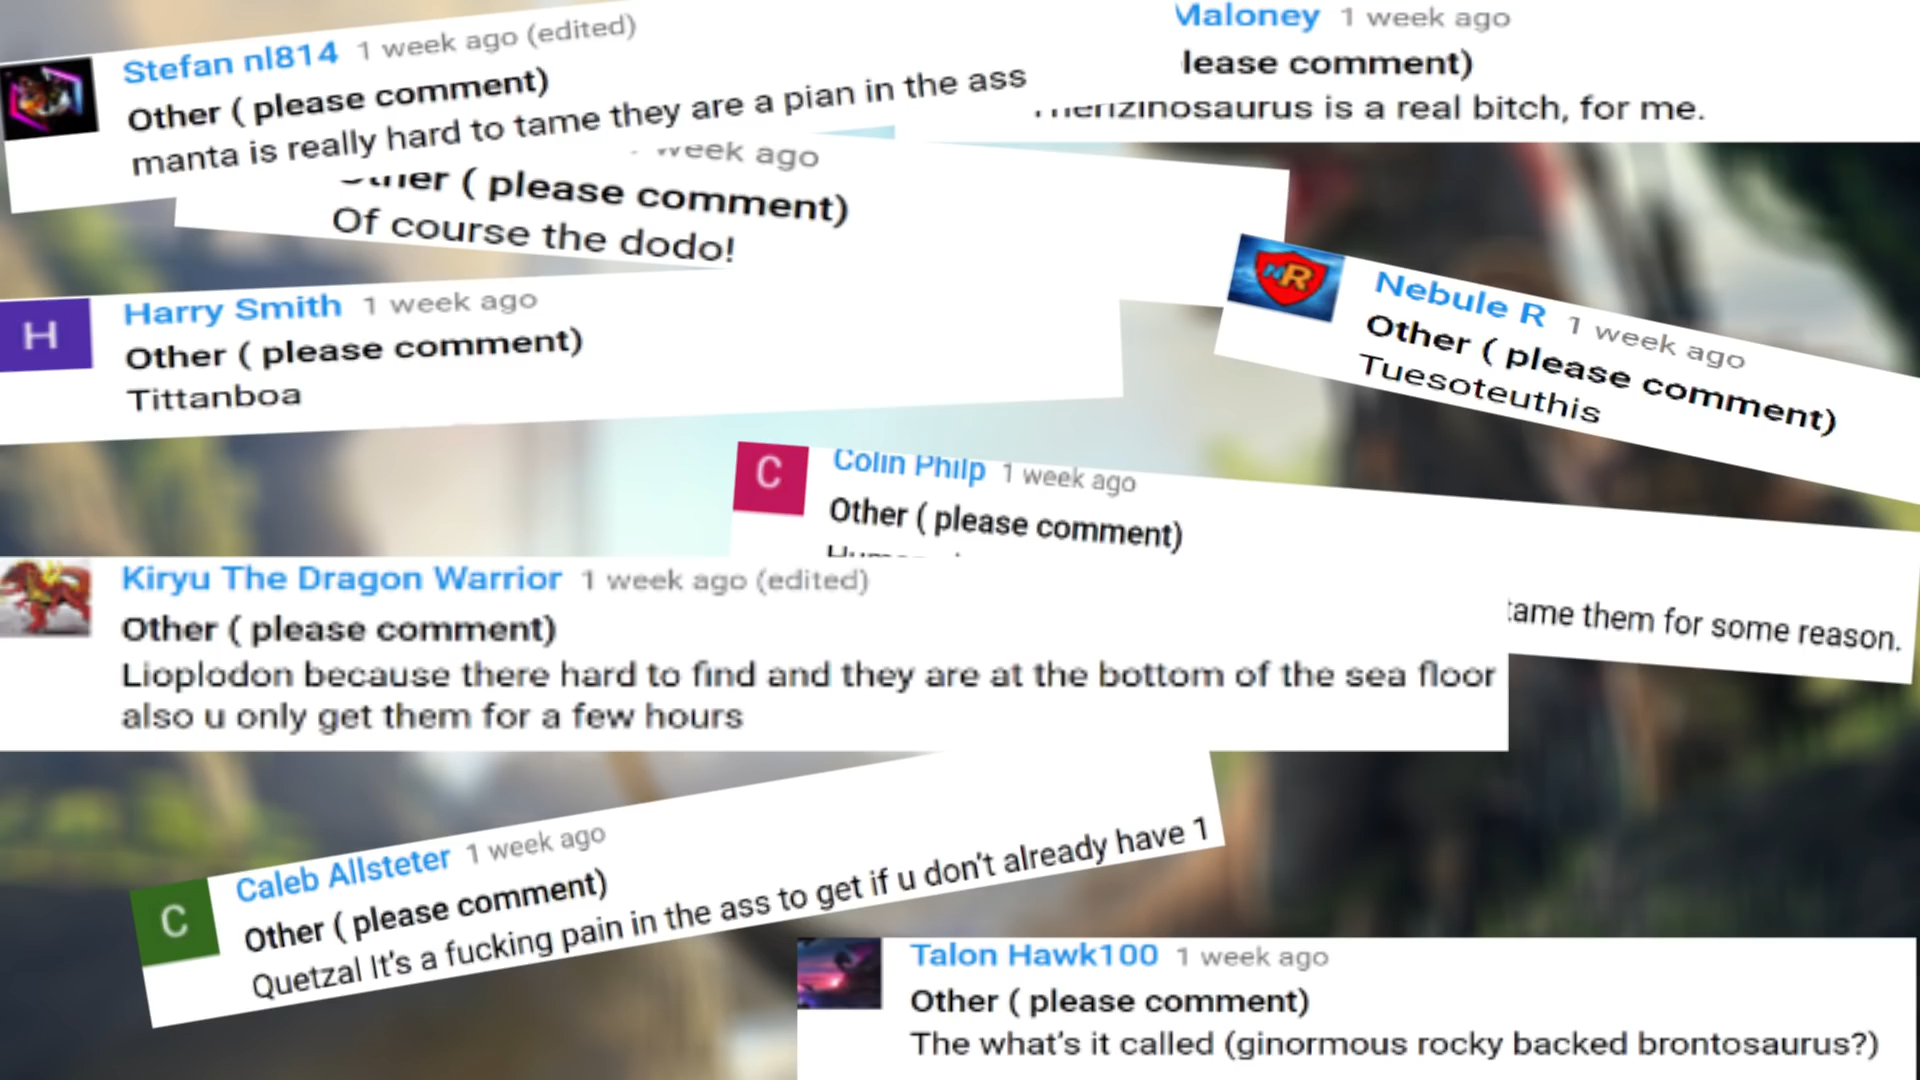 Stefan nl814 1 week ago (edited)
Other ( please comment)
manta is really hard to tame they are a pian in the ass
Maloney 1 week ago
lease comment)
is a real bitch, for me.
week ago
( please comment)
Of course the dodo!
H
Harry Smith 1 week ago
Other ( please comment)
Tittanboa
NR
Nebule R 1 week ago
Other ( please comment)
Tuesoteuthis
C
Colin Philp 1 week ago
Other ( please comment)
tame them for some reason.
Kiryu The Dragon Warrior 1 week ago (edited)
Other ( please comment)
Lioplodon because there hard to find and they are at the bottom of the sea floor
also u only get them for a few hours
C
Caleb Allsteter 1 week ago
Other ( please comment)
Quetzal It's a fucking pain in the ass to get if u don't already have 1
Talon Hawk100 1 week ago
Other ( please comment)
The what's it called (ginormous rocky backed brontosaurus?)